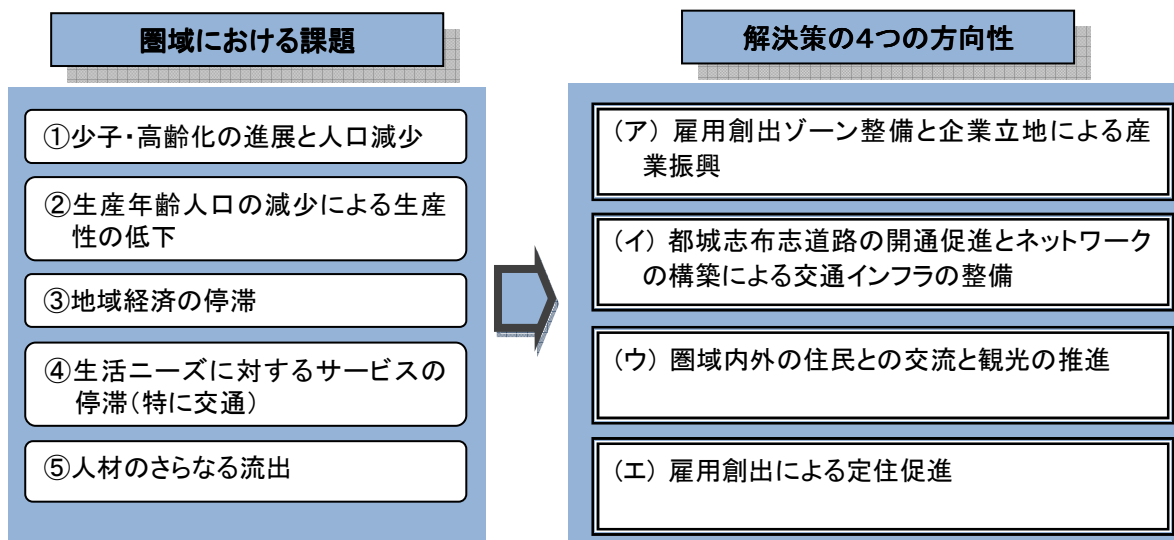 圏域における課題
①少子・高齢化の進展と人口減少
②生産年齢人口の減少による生産
性の低下
③地域経済の停滞
④生活ニーズに対するサービスの
停滞(特に交通)
⑤人材のさらなる流出
解決策の4つの方向性
(ア) 雇用創出ゾーン整備と企業立地による産
業振興
(イ) 都城志布志道路の開通促進とネットワーク
の構築による交通インフラの整備
(ウ) 圏域内外の住民との交流と観光の推進
(エ) 雇用創出による定住促進